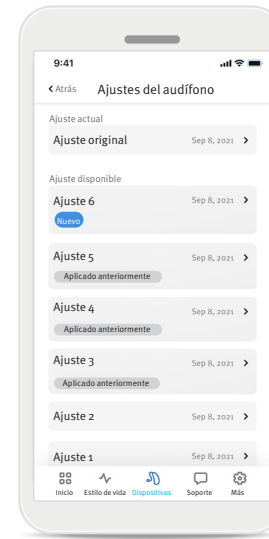 9:41
Atrás Ajustes del audífono
Ajuste actual
Ajuste original Sep 8, 2021
Ajuste disponible
Ajuste 6 Sep 8, 2021
Nuevo
Ajuste 5 Sep 8, 2021
Aplicado anteriormente
Ajuste 4 Sep 8, 2021
Aplicado anteriormente
Ajuste 3 Sep 8, 2021
Aplicado anteriormente
Ajuste 2 Sep 8, 2021
Ajuste 1 Sep 8, 2021
Inicio Estilo de vida Dispositivos Soporte Más